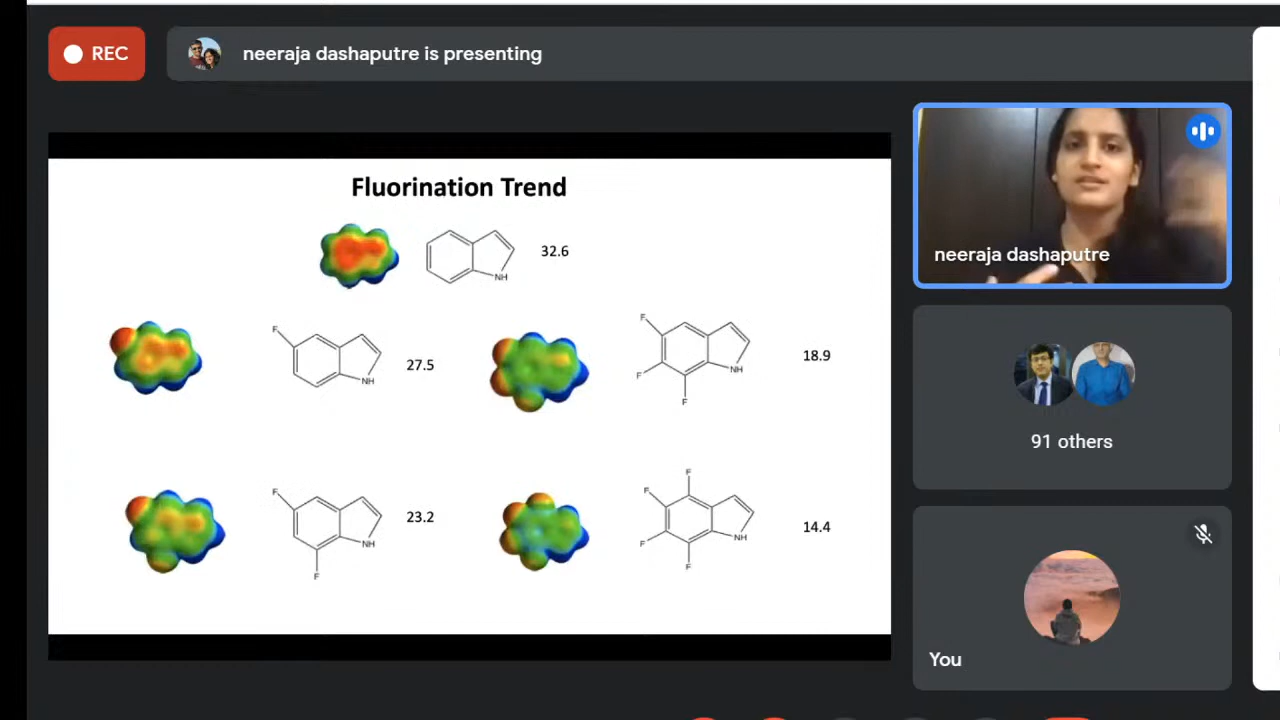 REC
neeraja dashaputre is presenting
Fluorination Trend
NH
32.6
F
NH
27.5
F
F
F
NH
18.9
F
F
NH
23.2
F
F
F
F
NH
14.4
neeraja dashaputre
91 others
You